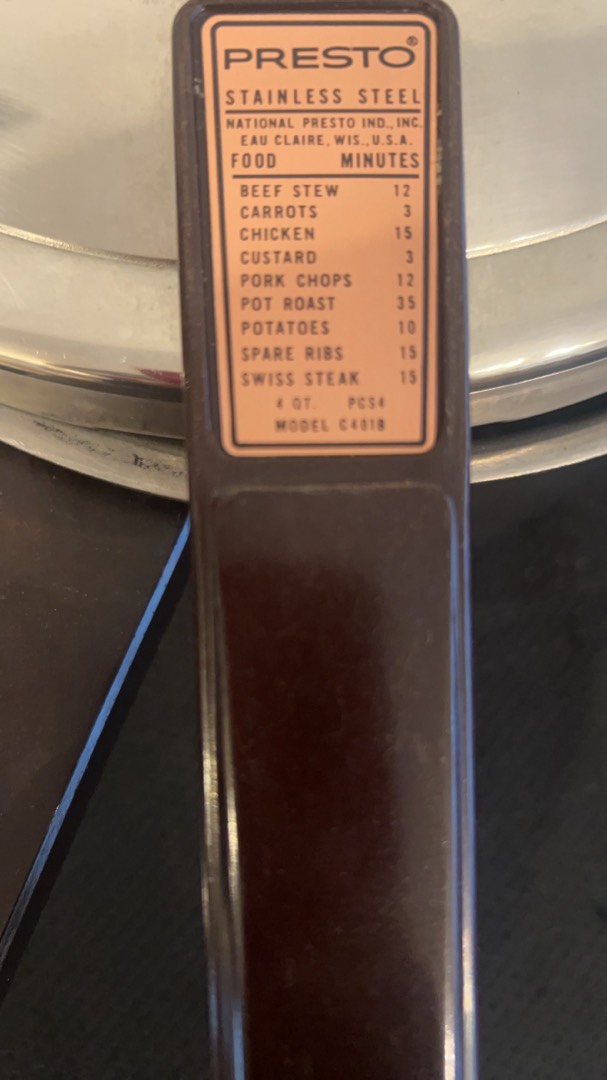 PRESTO®
STAINLESS STEEL
NATIONAL PRESTO IND., INC.
EAU CLAIRE, WIS., U.S.A.
FOOD MINUTES
BEEF STEW 12
CARROTS 3
CHICKEN 15
CUSTARD 3
PORK CHOPS 12
POT ROAST 35
POTATOES 10
SPARE RIBS 15
SWISS STEAK 15
4 QT. PCS4
MODEL C401B